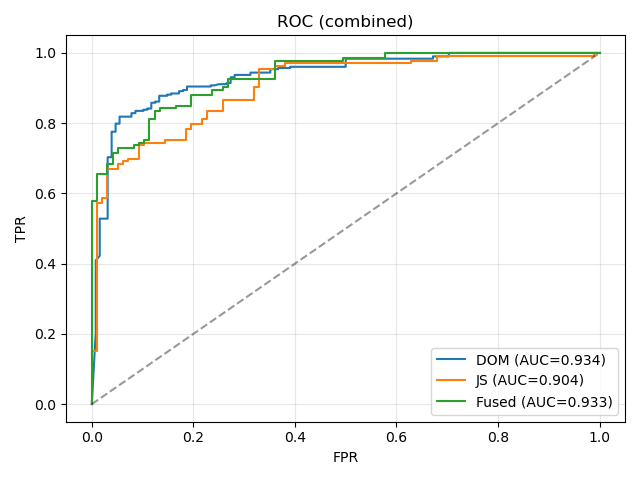 ROC (combined)
1.0
0.8
0.6
0.4
0.2
0.0
TPR
0.0 0.2 0.4 0.6 0.8 1.0
FPR
DOM (AUC=0.934)
JS (AUC=0.904)
Fused (AUC=0.933)